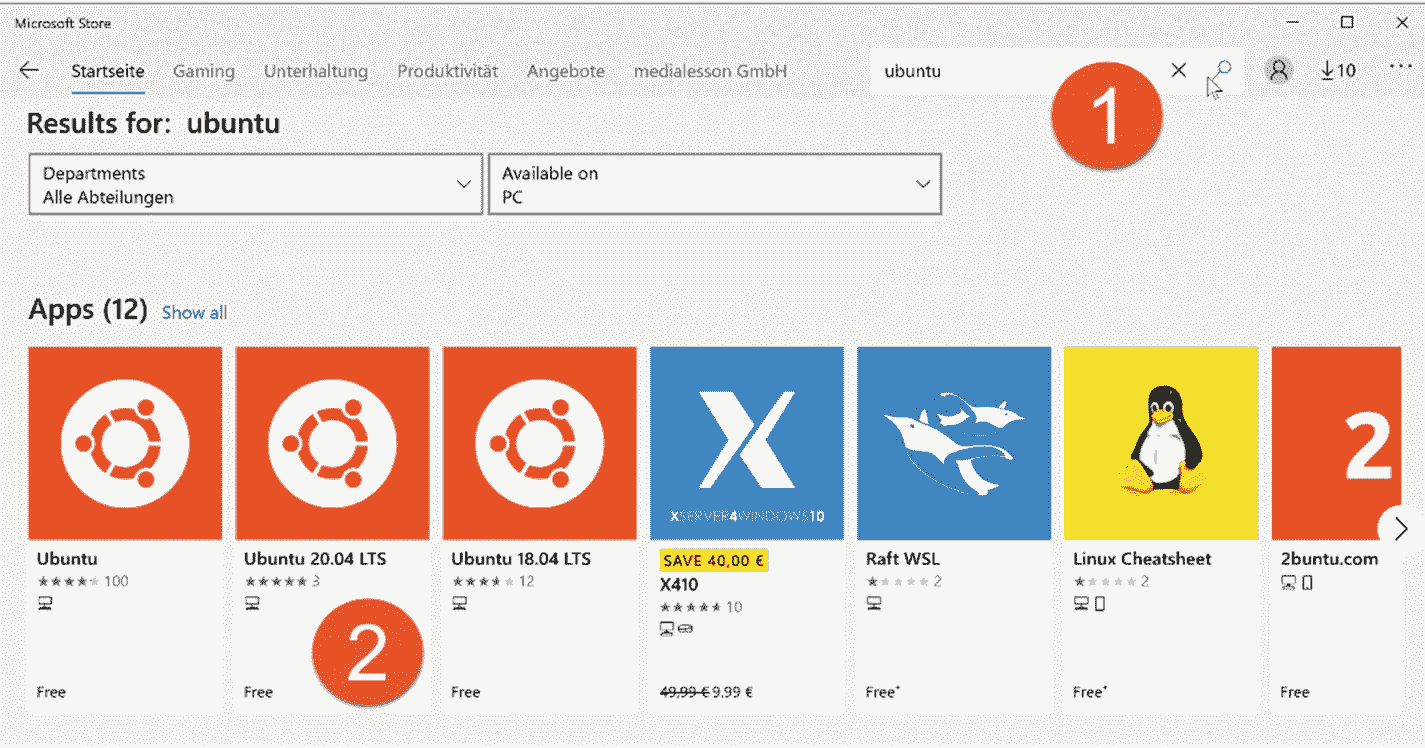 Microsoft Store
Startseite Gaming Unterhaltung Produktivität Angebote medialesson GmbH ubuntu 10
1
Results for: ubuntu
Departments
Alle Abteilungen
Available on
PC
Apps (12) Show all
XSERVER4WINDOWS10
2
Ubuntu
100
Free
Ubuntu 20.04 LTS
3
2
Free
Ubuntu 18.04 LTS
12
Free
SAVE 40,00 €
X410
10
49,99 € 9,99 €
Raft WSL
2
Free*
Linux Cheatsheet
2
Free*
2buntu.com
Free